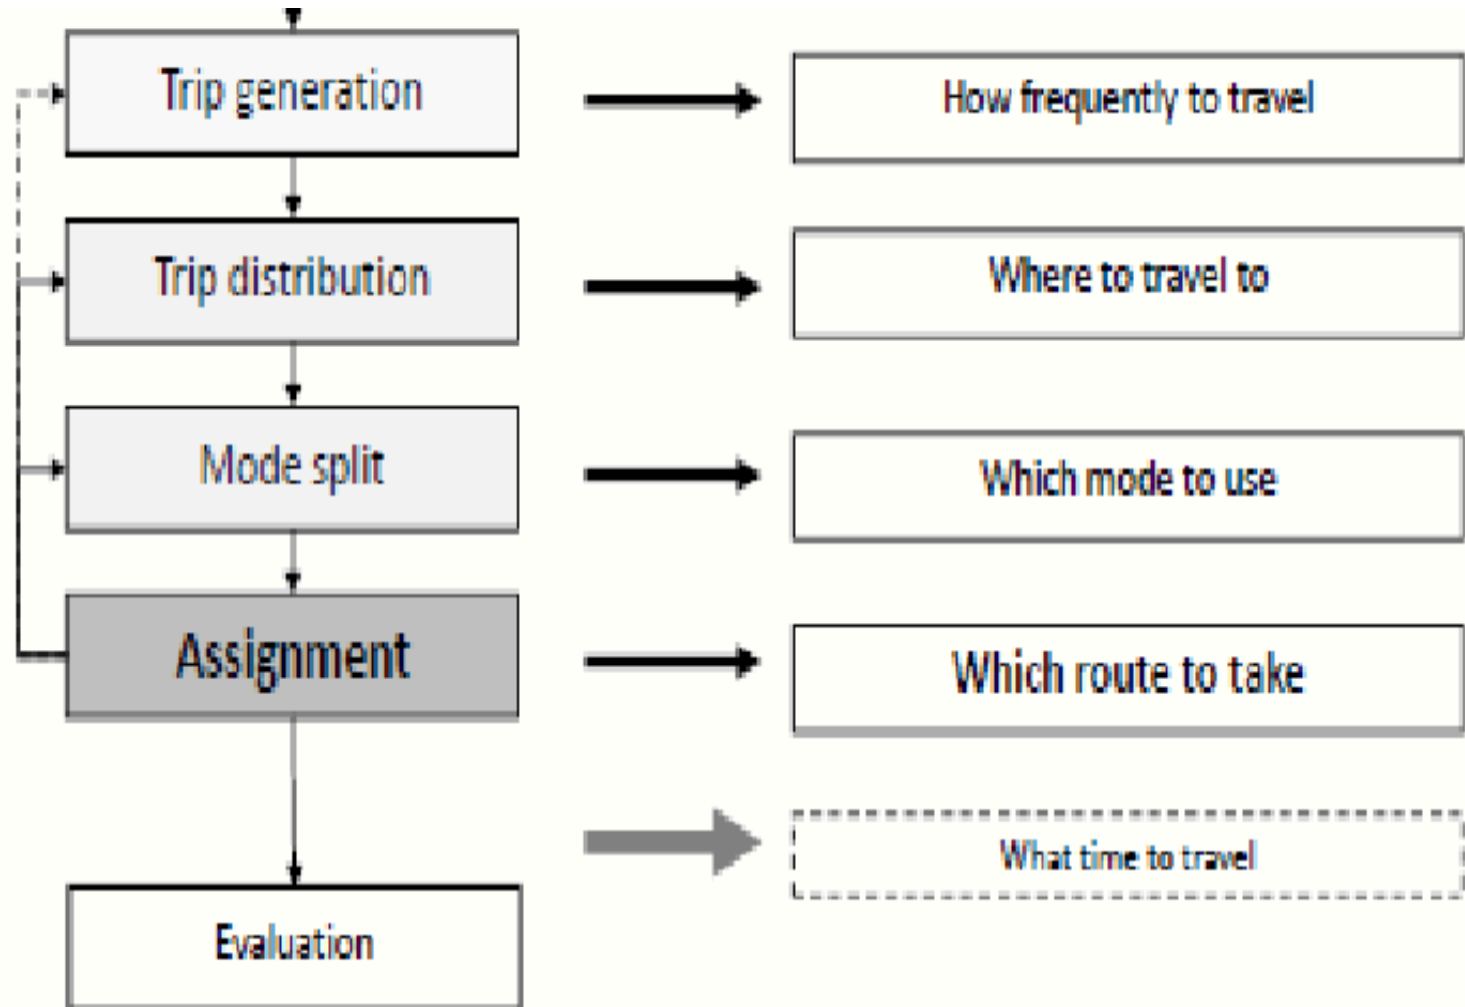 Trip generation
How frequently to travel
Trip distribution
Where to travel to
Mode split
Which mode to use
Assignment
Which route to take
What time to travel
Evaluation